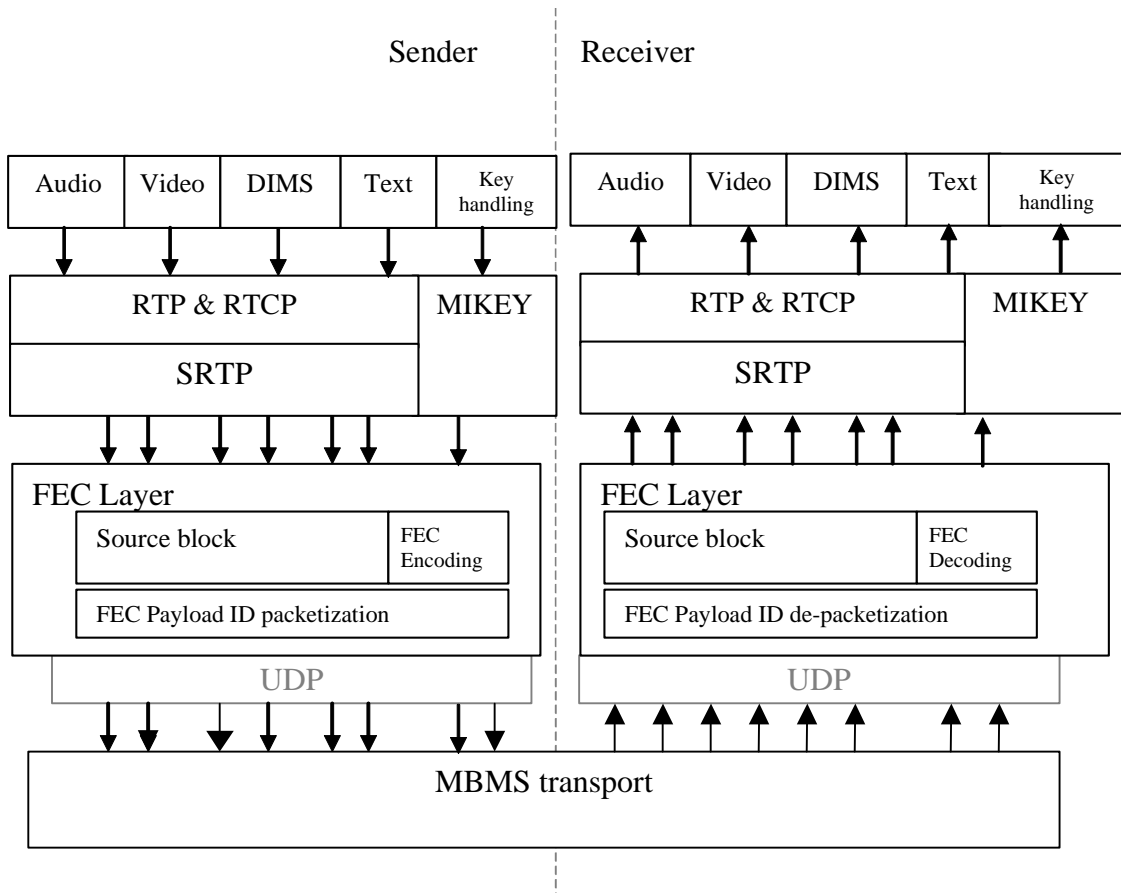 Sender Receiver
Audio Video DIMS Text Key handling Audio Video DIMS Text Key handling
RTP & RTCP MIKEY RTP & RTCP MIKEY
SRTP SRTP
FEC Layer FEC Layer
Source block FEC Encoding Source block FEC Decoding
FEC Payload ID packetization FEC Payload ID de-packetization
UDP UDP
MBMS transport